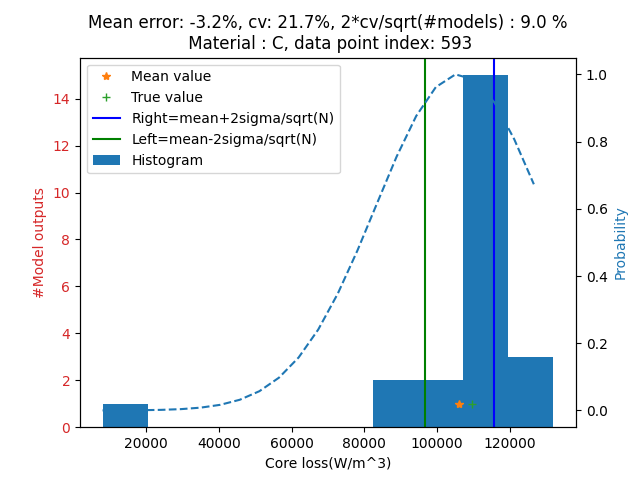 Mean error: -3.2%, cv: 21.7%, 2*cv/sqrt(#models) : 9.0 %
Material : C, data point index: 593
Mean value
True value
Right=mean+2sigma/sqrt(N)
Left=mean-2sigma/sqrt(N)
Histogram
#Model outputs
14
12
10
8
6
4
2
0
1.0
0.8
0.6
0.4
0.2
0.0
Probability
20000 40000 60000 80000 100000 120000
Core loss(W/m^3)